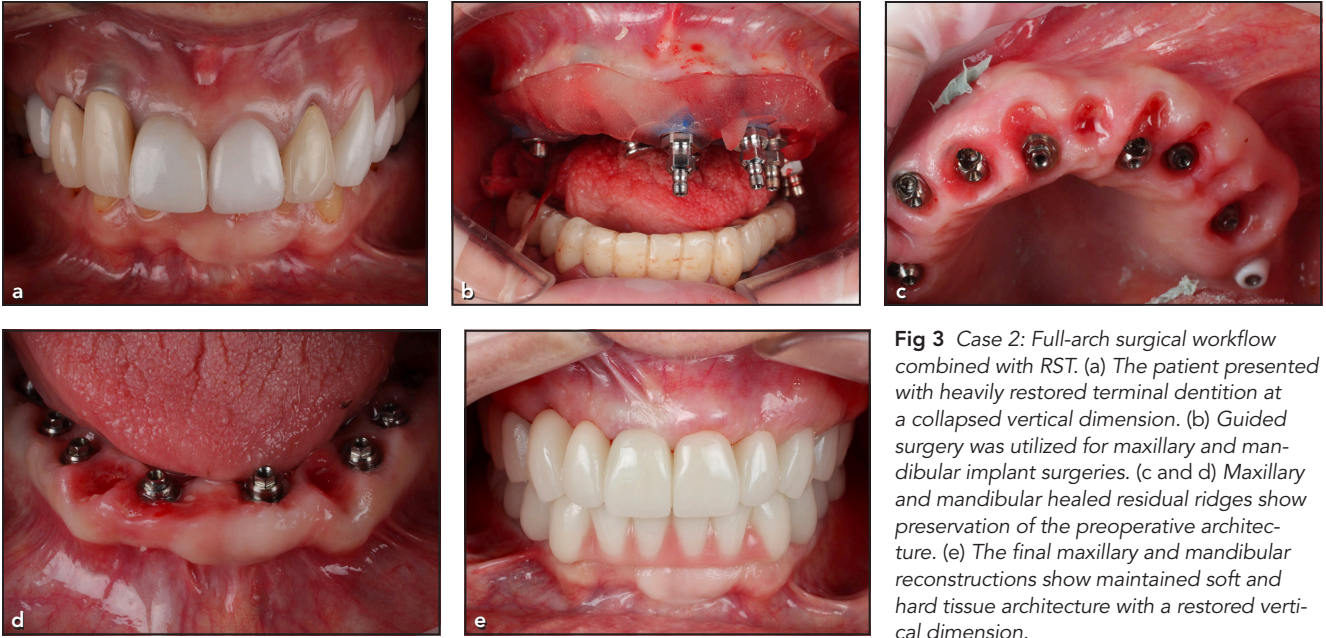 a
b
c
d
e
Fig 3 Case 2: Full-arch surgical workflow
combined with RST. (a) The patient presented
with heavily restored terminal dentition at
a collapsed vertical dimension. (b) Guided
surgery was utilized for maxillary and man-
dibular implant surgeries. (c and d) Maxillary
and mandibular healed residual ridges show
preservation of the preoperative architec-
ture. (e) The final maxillary and mandibular
reconstructions show maintained soft and
hard tissue architecture with a restored verti-
cal dimension.